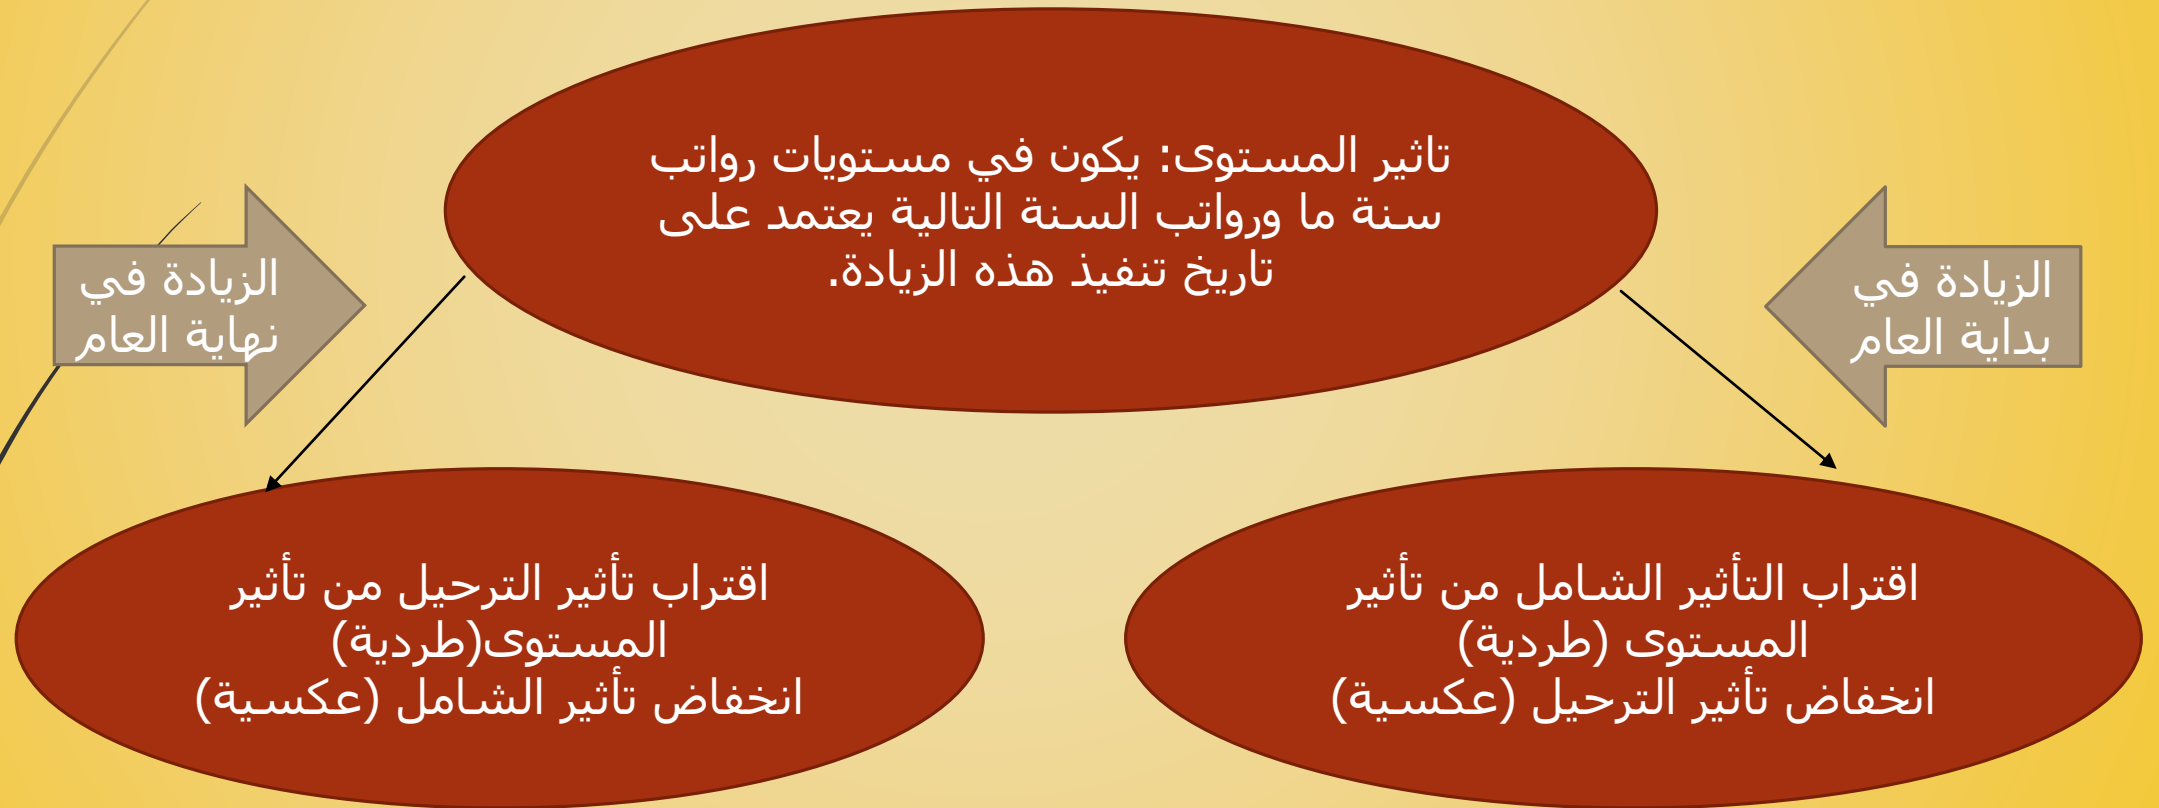 تاثير المستوى: يكون في مستويات رواتب
سنة ما ورواتب السنة التالية يعتمد على
تاريخ تنفيذ هذه الزيادة.
الزيادة في
بداية العام
الزيادة في
نهاية العام
اقتراب التأثير الشامل من تأثير
المستوى (طردية)
انخفاض تأثير الترحيل (عكسية)
اقتراب تأثير الترحيل من تأثير
المستوى(طردية)
انخفاض تأثير الشامل (عكسية)